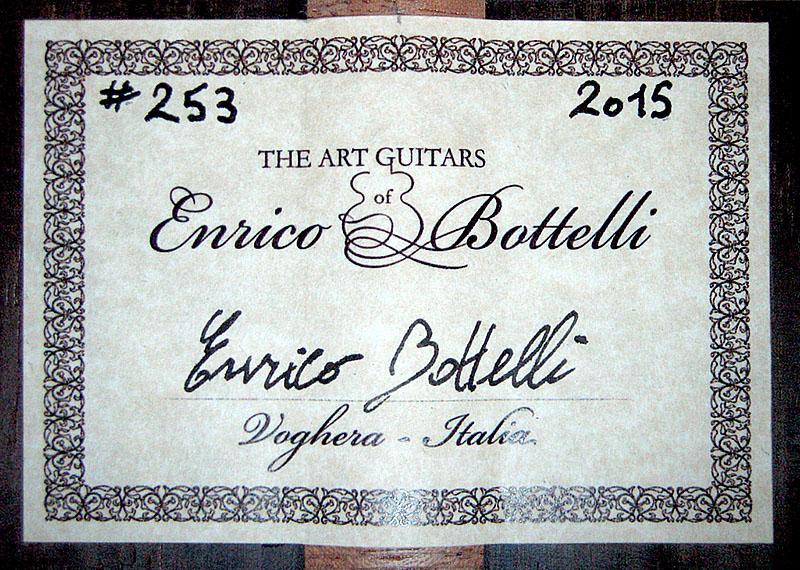 #253 2015
THE ART GUITARS
of
Enrico Bottelli
Enrico Bottelli
Voghera - Italia